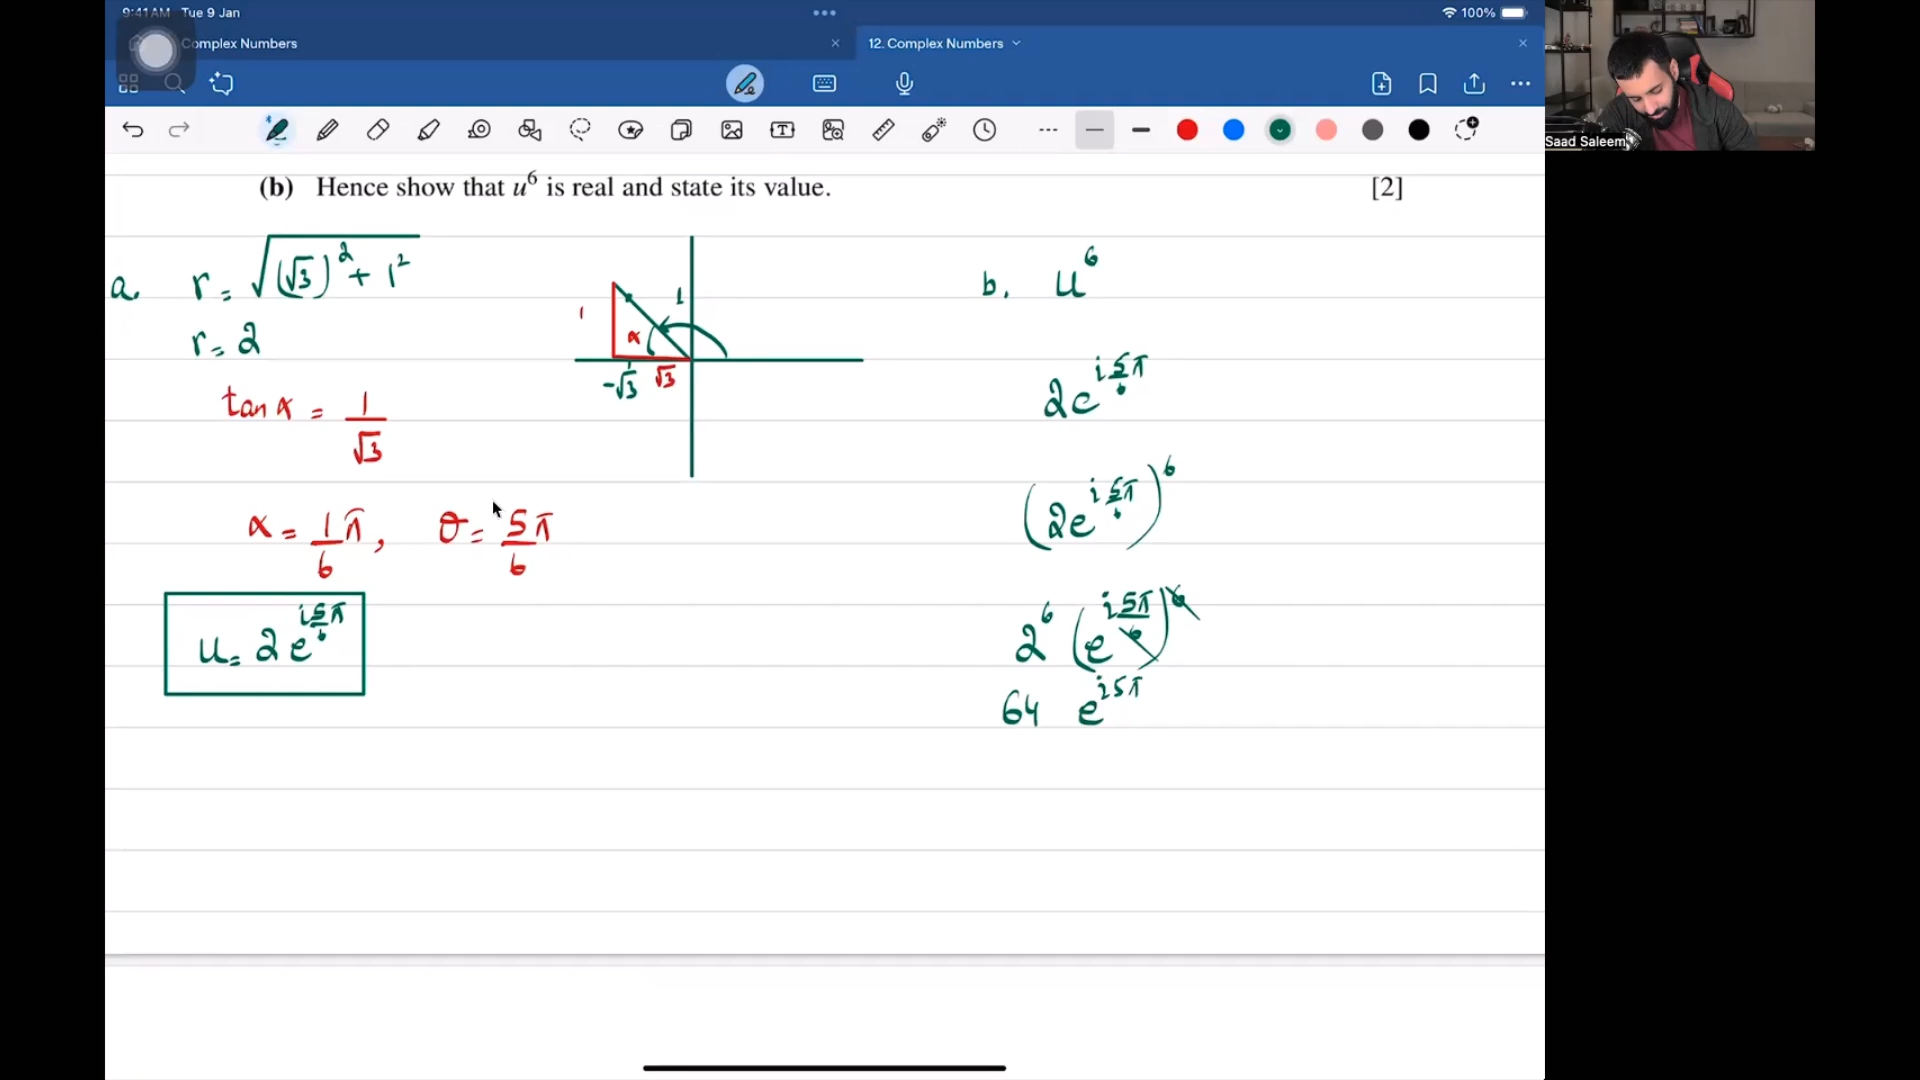 9:41 AM Tue 9 Jan
100%
Complex Numbers
12. Complex Numbers
Saad Saleem
(b) Hence show that u⁶ is real and state its value. [2]
a. r = √((√3)² + 1²)
r = 2
tan α = 1/√3
α = 1/6 π, θ = 5π/6
u = 2e^(i5π/6)
1
1
α
-√3 √3
b. u⁶
2e^(i5π/6)
(2e^(i5π/6))⁶
2⁶ (e^(i5π/6))⁶
64 e^(i5π)